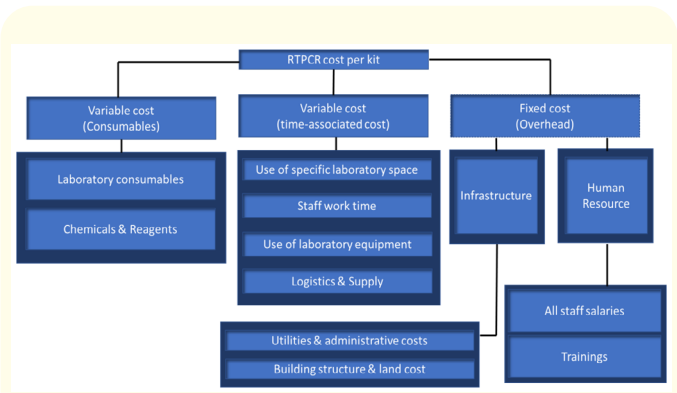 RTPCR cost per kit
Variable cost
(Consumables)
Variable cost
(time-associated cost)
Fixed cost
(Overhead)
Laboratory consumables
Chemicals & Reagents
Use of specific laboratory space
Staff work time
Use of laboratory equipment
Logistics & Supply
Infrastructure
Human
Resource
Utilities & administrative costs
Building structure & land cost
All staff salaries
Trainings